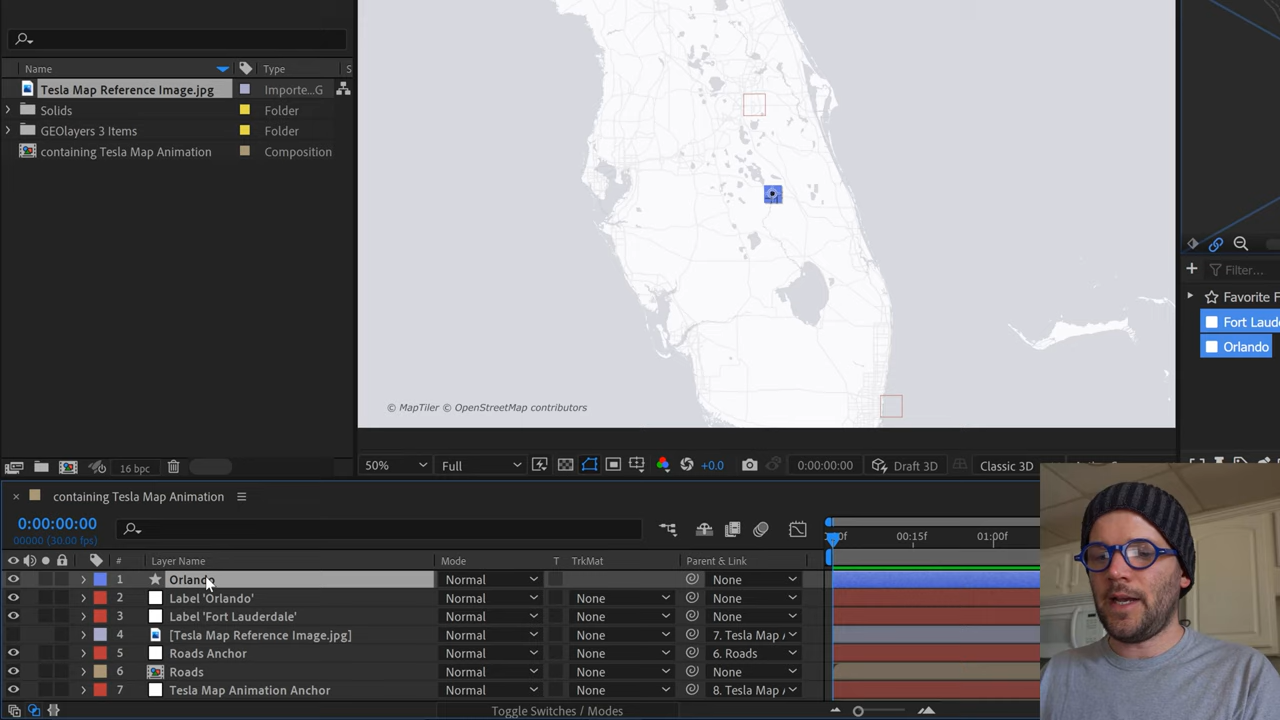 Name Type S
Tesla Map Reference Image.jpg Importe...G
Solids Folder
GEOlayers 3 Items Folder
containing Tesla Map Animation Composition
© MapTiler © OpenStreetMap contributors
Filter...
Favorite F
Fort Laud
Orlando
16 bpc
50% Full +0.0 0:00:00:00 Draft 3D Classic 3D
containing Tesla Map Animation
0:00:00:00
00000 (30.00 fps)
:00f 00:15f 01:00f
# Layer Name Mode T TrkMat Parent & Link
1 Orlando Normal None
2 Label 'Orlando' Normal None None
3 Label 'Fort Lauderdale' Normal None None
4 [Tesla Map Reference Image.jpg] Normal None 7. Tesla Map
5 Roads Anchor Normal None 6. Roads
6 Roads Normal None None
7 Tesla Map Animation Anchor Normal None 8. Tesla Map
Toggle Switches / Modes